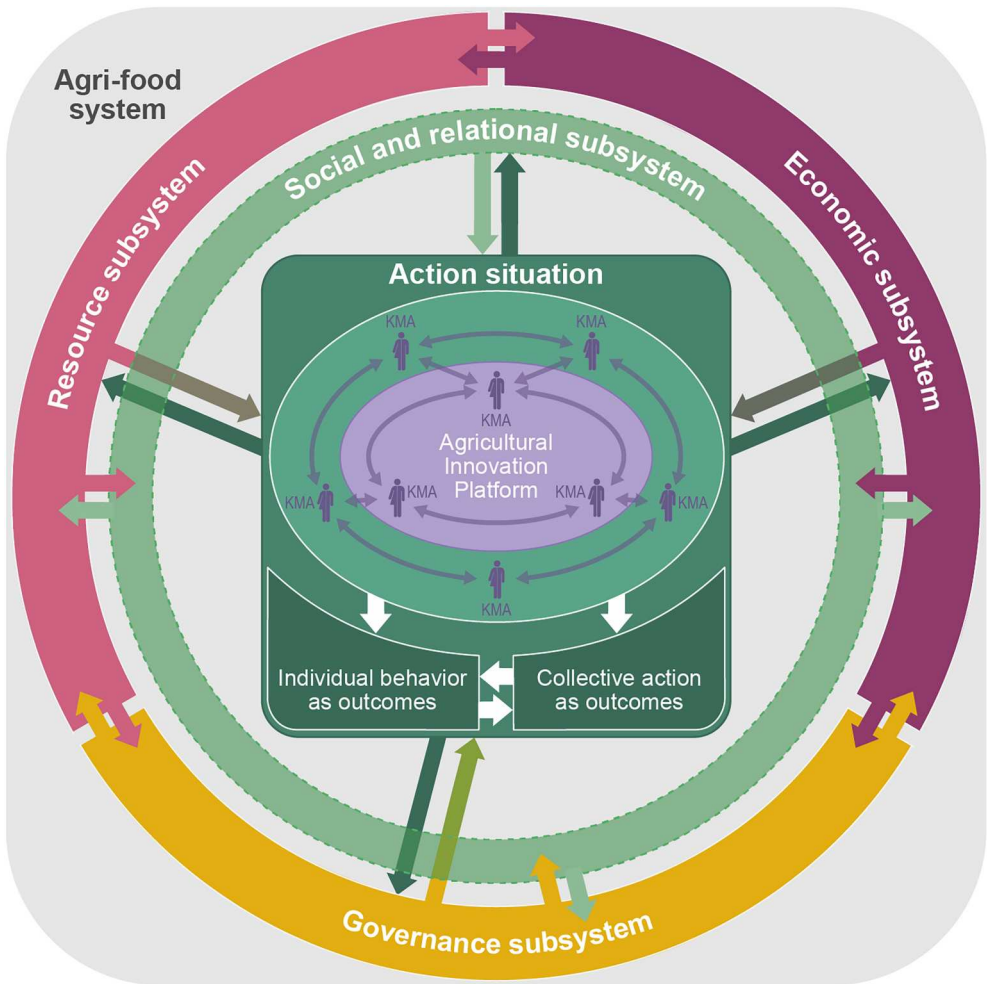 Agri-food
system
Social and relational subsystem
Resource subsystem
Economic subsystem
Action situation
KMA
KMA
KMA
Agricultural
Innovation
Platform
KMA
KMA
KMA
KMA
KMA
Individual behavior
as outcomes
Collective action
as outcomes
Governance subsystem